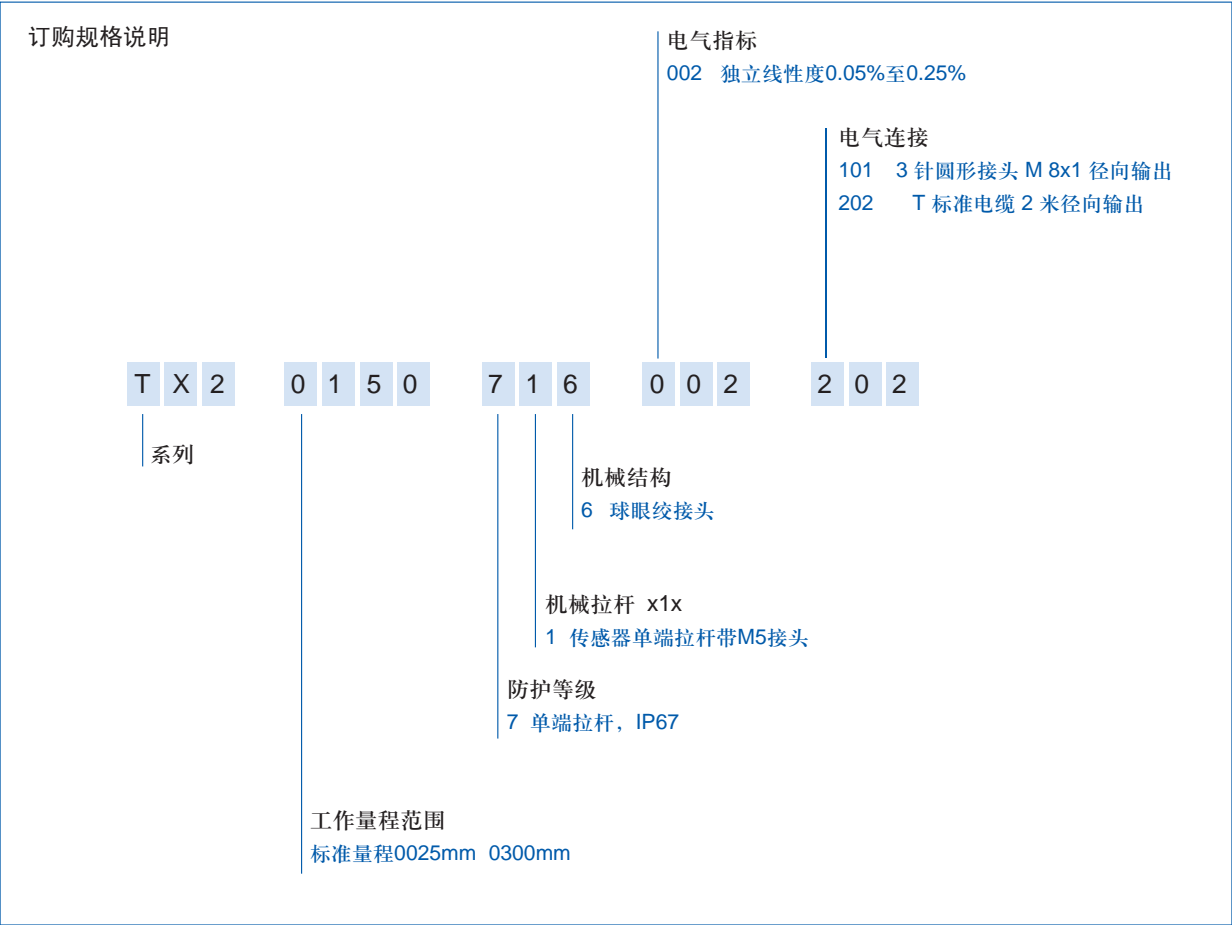 订购规格说明
电气指标
002 独立线性度0.05%至0.25%
电气连接
101 3 针圆形接头 M 8x1 径向输出
202 T 标准电缆 2 米径向输出
T X 2 0 1 5 0 7 1 6 0 0 2 2 0 2
系列
机械结构
6 球眼绞接头
机械拉杆 x1x
1 传感器单端拉杆带M5接头
防护等级
7 单端拉杆，IP67
工作量程范围
标准量程0025mm 0300mm